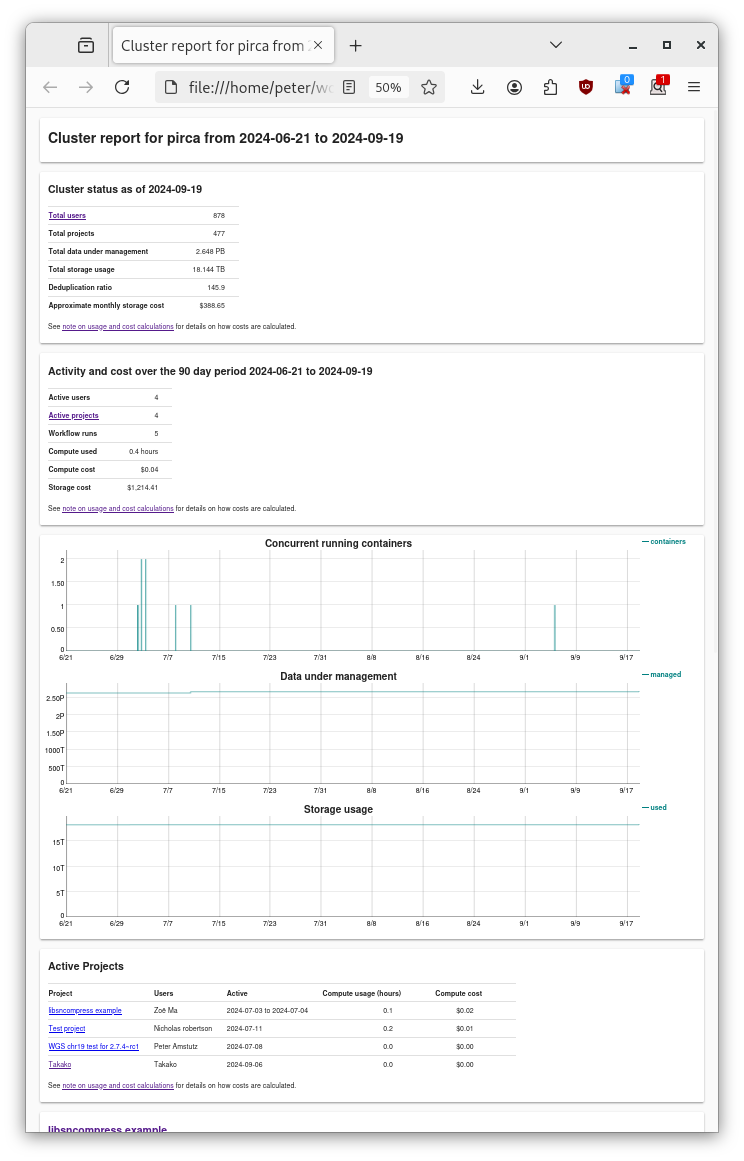 Cluster report for pirca from
file:///home/peter/wo
50%
0
1
Cluster report for pirca from 2024-06-21 to 2024-09-19
Cluster status as of 2024-09-19
Total users 878
Total projects 477
Total data under management 2.648 PB
Total storage usage 18.144 TB
Deduplication ratio 145.9
Approximate monthly storage cost $388.65
See note on usage and cost calculations for details on how costs are calculated.
Activity and cost over the 90 day period 2024-06-21 to 2024-09-19
Active users 4
Active projects 4
Workflow runs 5
Compute used 0.4 hours
Compute cost $0.04
Storage cost $1,214.41
See note on usage and cost calculations for details on how costs are calculated.
Concurrent running containers
containers
2
1.50
1
0.50
0
6/21 6/29 7/7 7/15 7/23 7/31 8/8 8/16 8/24 9/1 9/9 9/17
Data under management
managed
2.50P
2P
1.50P
1000T
500T
0
6/21 6/29 7/7 7/15 7/23 7/31 8/8 8/16 8/24 9/1 9/9 9/17
Storage usage
used
15T
10T
5T
0
6/21 6/29 7/7 7/15 7/23 7/31 8/8 8/16 8/24 9/1 9/9 9/17
Active Projects
Project Users Active Compute usage (hours) Compute cost
libsncompress example Zoë Ma 2024-07-03 to 2024-07-04 0.1 $0.02
Test project Nicholas robertson 2024-07-11 0.2 $0.01
WGS chr19 test for 2.7.4~rc1 Peter Amstutz 2024-07-08 0.0 $0.00
Takako Takako 2024-09-06 0.0 $0.00
See note on usage and cost calculations for details on how costs are calculated.
libsncompress example